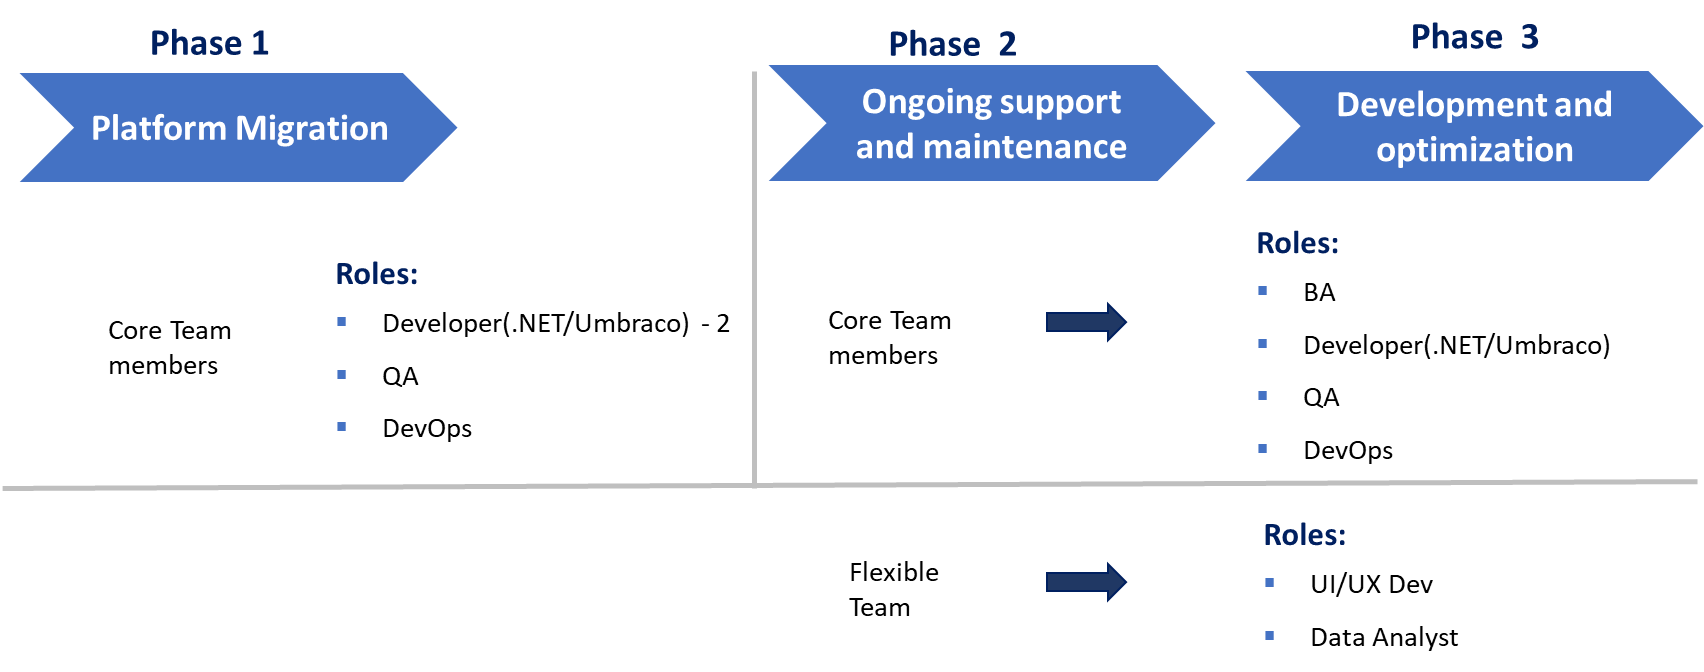 Phase 1
Platform Migration
Phase 2
Ongoing support
and maintenance
Phase 3
Development and
optimization
Core Team
members
Roles:
Developer(.NET/Umbraco) - 2
QA
DevOps
Core Team
members
Roles:
BA
Developer(.NET/Umbraco)
QA
DevOps
Flexible
Team
Roles:
UI/UX Dev
Data Analyst